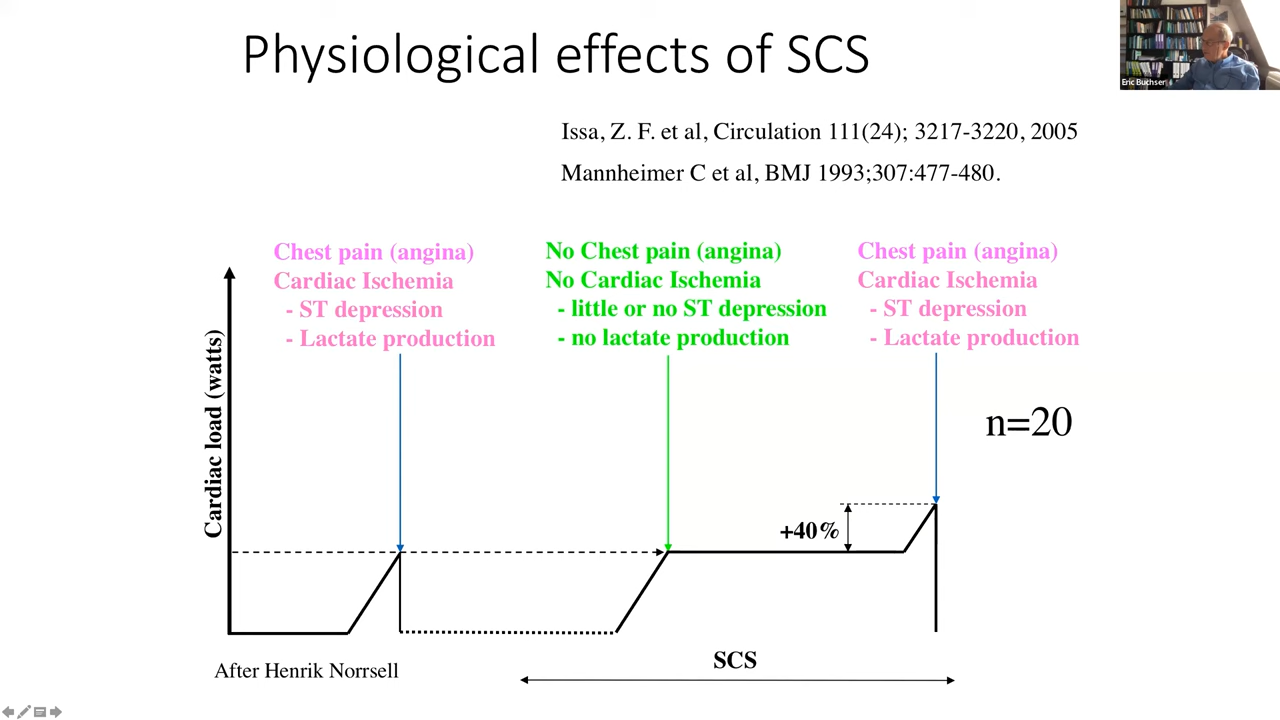 Physiological effects of SCS
Eric Buchser
Issa, Z. F. et al, Circulation 111(24); 3217-3220, 2005
Mannheimer C et al, BMJ 1993;307:477-480.
Chest pain (angina)
Cardiac Ischemia
- ST depression
- Lactate production
No Chest pain (angina)
No Cardiac Ischemia
- little or no ST depression
- no lactate production
Chest pain (angina)
Cardiac Ischemia
- ST depression
- Lactate production
Cardiac load (watts)
n=20
+40%
SCS
After Henrik Norrsell